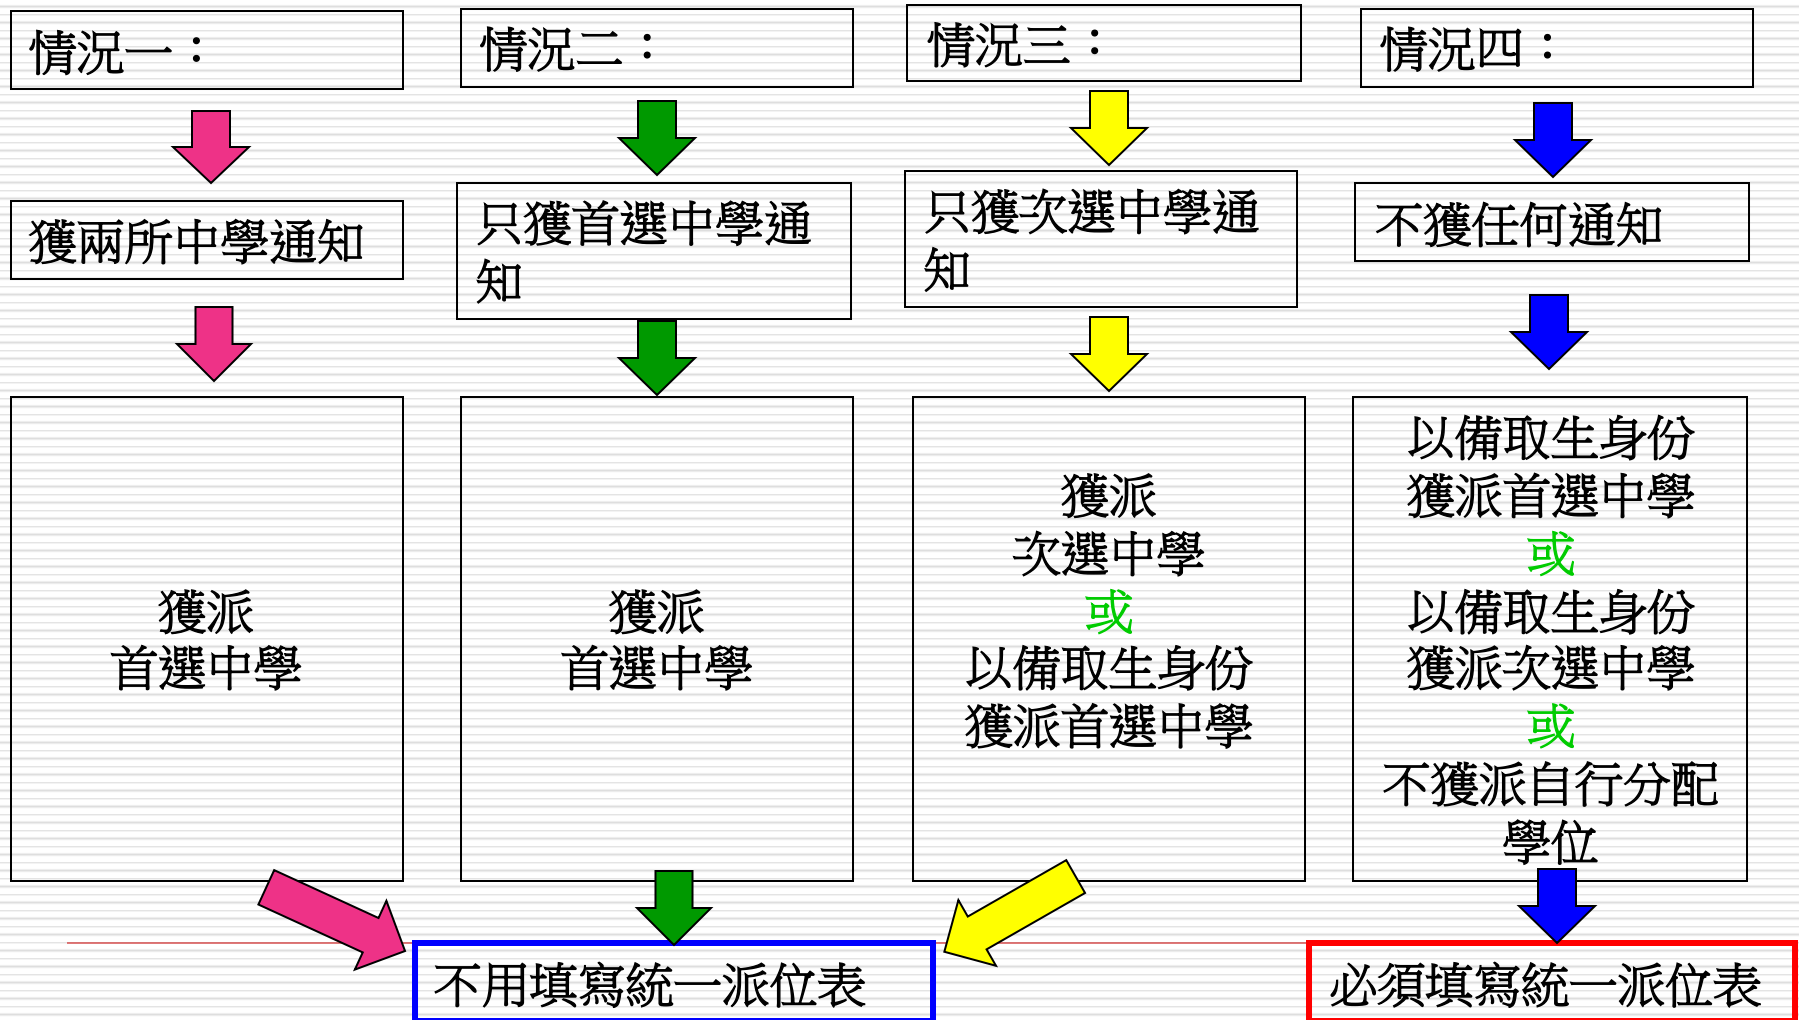 情況一：
獲兩所中學通知
獲派
首選中學
情況二：
只獲首選中學通
知
獲派
首選中學
情況三：
只獲次選中學通
知
獲派
次選中學
或
以備取生身份
獲派首選中學
不用填寫統一派位表
情況四：
不獲任何通知
以備取生身份
獲派首選中學
或
以備取生身份
獲派次選中學
或
不獲派自行分配
學位
必須填寫統一派位表